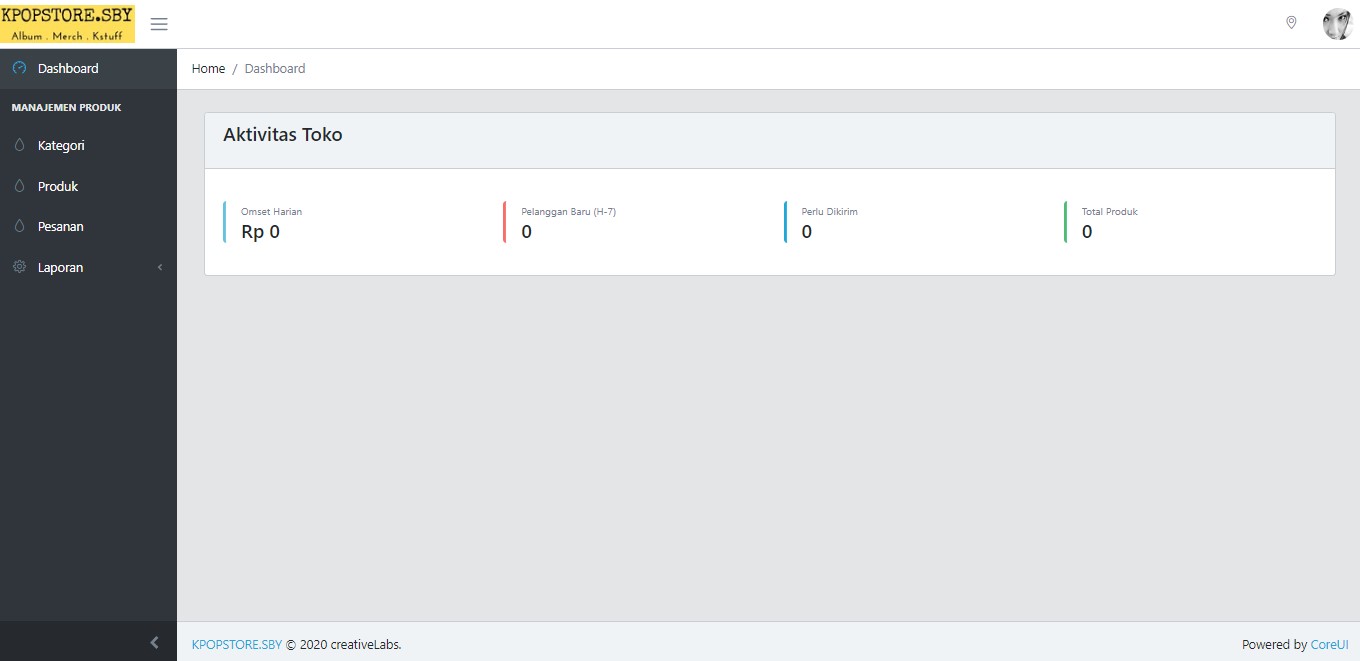 KPOPSTORE.SBY
Album . Merch . Kstuff
Dashboard
Home / Dashboard
MANAJEMEN PRODUK
Kategori
Produk
Pesanan
Laporan
Aktivitas Toko
Omset Harian
Rp 0
Pelanggan Baru (H-7)
0
Perlu Dikirim
0
Total Produk
0
KPOPSTORE.SBY © 2020 creativeLabs.
Powered by CoreUI